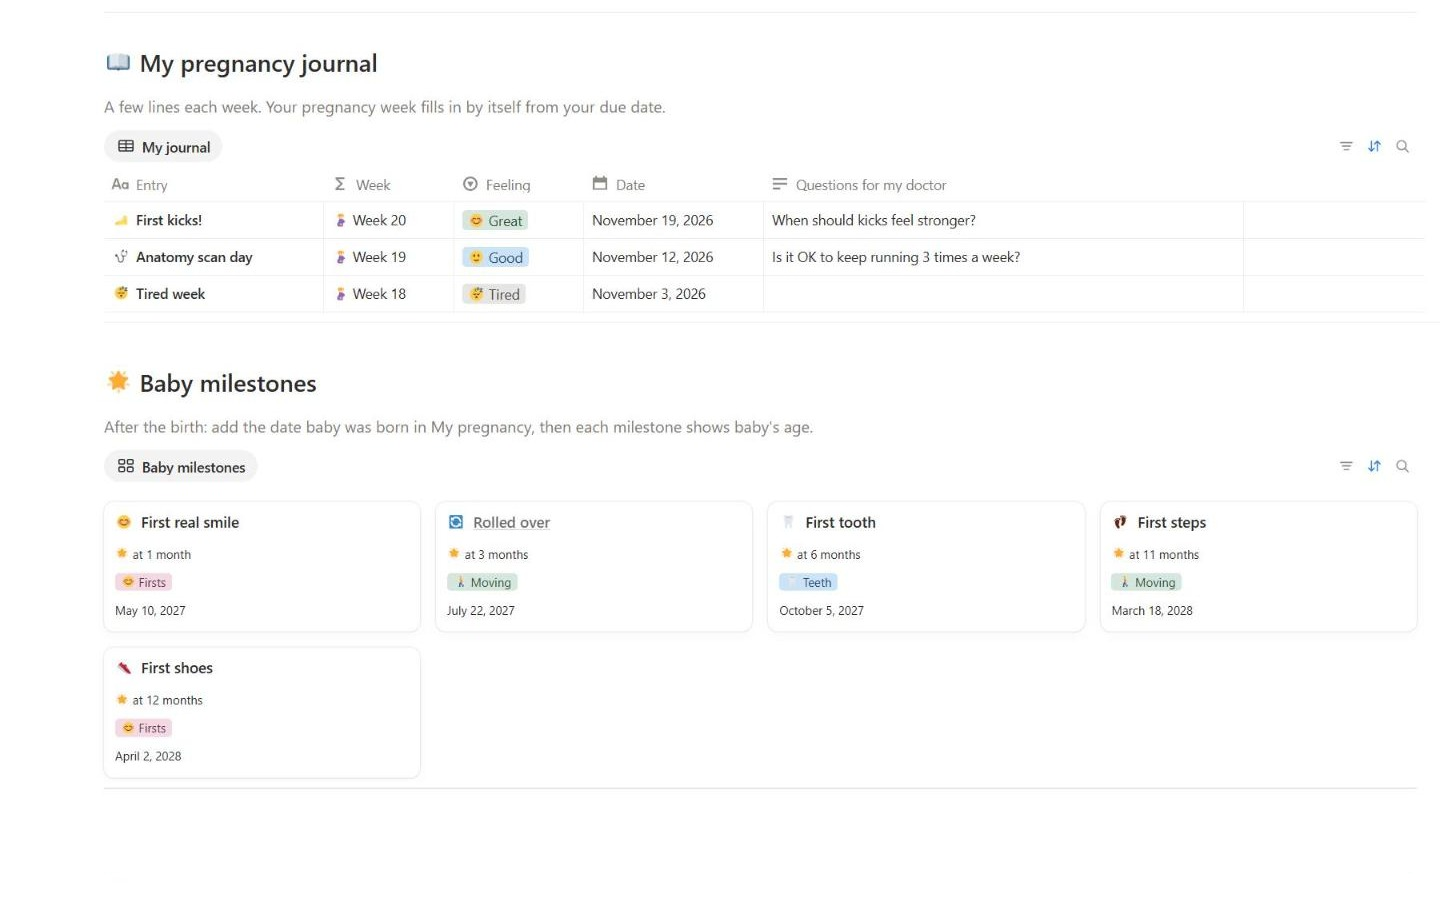 My pregnancy journal
A few lines each week. Your pregnancy week fills in by itself from your due date.
My journal
Aa Entry Week Feeling Date Questions for my doctor
First kicks! Week 20 Great November 19, 2026 When should kicks feel stronger?
Anatomy scan day Week 19 Good November 12, 2026 Is it OK to keep running 3 times a week?
Tired week Week 18 Tired November 3, 2026
Baby milestones
After the birth: add the date baby was born in My pregnancy, then each milestone shows baby's age.
Baby milestones
First real smile
at 1 month
Firsts
May 10, 2027
Rolled over
at 3 months
Moving
July 22, 2027
First tooth
at 6 months
Teeth
October 5, 2027
First steps
at 11 months
Moving
March 18, 2028
First shoes
at 12 months
Firsts
April 2, 2028